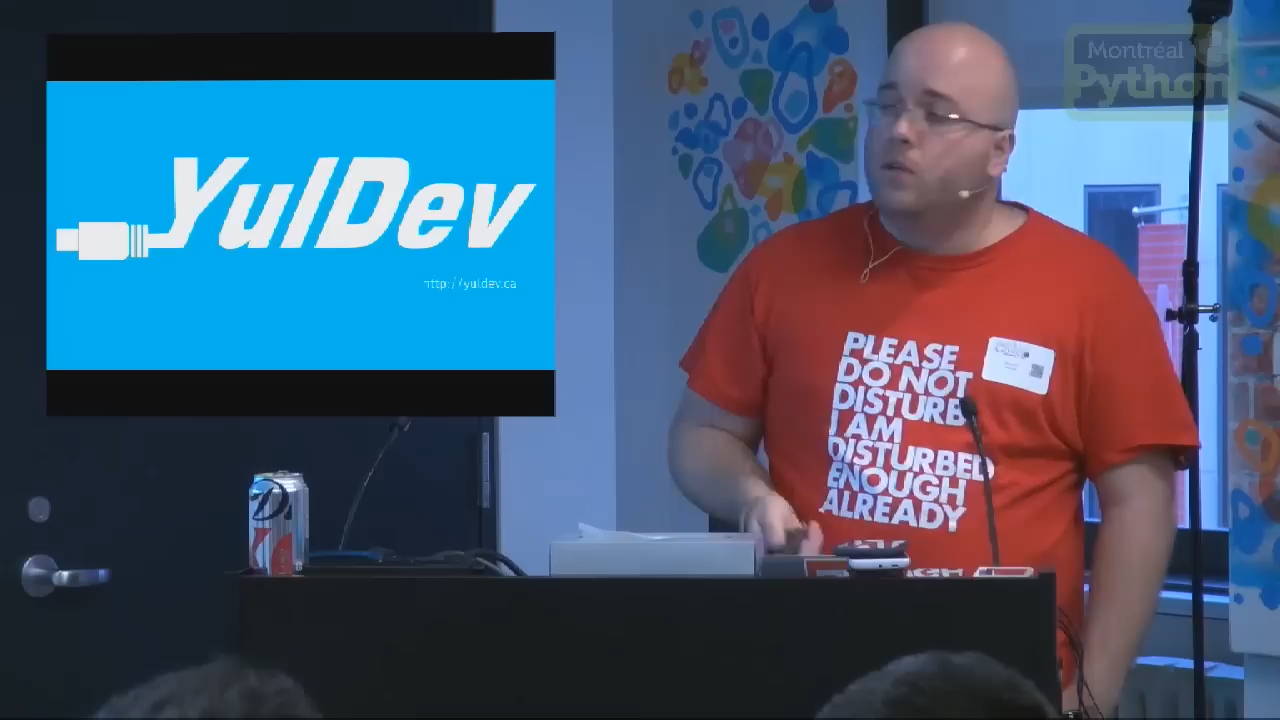 YulDev
http://yuldev.ca
Montréal
Python
PLEASE
DO NOT
DISTURB
I AM
DISTURBED
ENOUGH
ALREADY